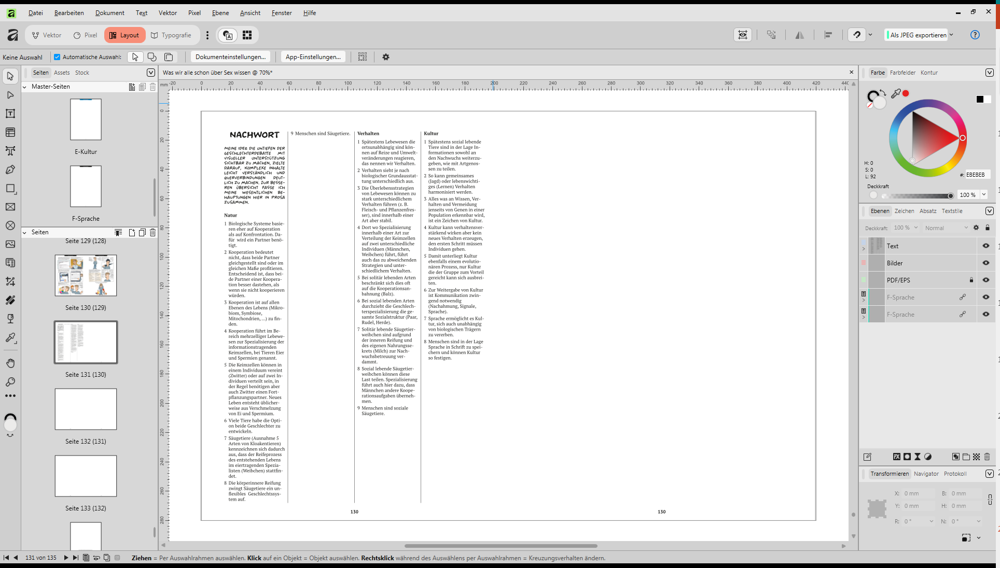 Datei Bearbeiten Dokument Text Vektor Pixel Ebene Ansicht Fenster Hilfe
Vektor Pixel Layout Typografie
Als JPEG exportieren
Keine Auswahl Automatische Auswahl: Dokumenteinstellungen... App-Einstellungen...
Seiten Assets Stock
Was wir alle schon über Sex wissen @ 70%*
Master-Seiten
E-Kultur
F-Sprache
Seiten
Seite 129 (128)
Seite 130 (129)
Seite 131 (130)
Seite 132 (131)
Seite 133 (132)
mm -20 0 20 40 60 80 100 120 140 160 180 200 220 240 260 280 300 320 340 360 380 400 420 440
0
20
40
60
80
100
120
140
160
180
200
220
240
260
280
NACHWORT
MEINE IDEE DIE UNTIEFEN DER
GESCHLECHTERDEBATTE MIT
VISUELLER UNTERSTÜTZUNG
SICHTBAR ZU MACHEN, ZIELTE
DARAUF, KOMPLEXE INHALTE
LEICHT VERSTÄNDLICH UND
QUERVERBINDUNGEN DEUT-
LICH ZU MACHEN. ZUR BESSE-
REN ÜBERSICHT FASSE ICH
MEINE WESENTLICHEN BE-
HAUPTUNGEN HIER IN PROSA
ZUSAMMEN.
Natur
1 Biologische Systeme basie-
ren eher auf Kooperation
als auf Konfrontation. Da-
für wird ein Partner benö-
tigt.
2 Kooperation bedeutet
nicht, dass beide Partner
gleichgestellt sind oder im
gleichen Maße profitieren.
Entscheidend ist, dass bei-
de Partner einer Koopera-
tion besser dastehen, als
wenn sie nicht kooperieren
würden.
3 Kooperation ist auf allen
Ebenen des Lebens (Mikro-
biom, Symbiose,
Mitochondrien, ...) zu fin-
den.
4 Kooperation führt im Be-
reich mehrzelliger Lebewe-
sen zur Spezialisierung der
informationstragenden
Keimzellen, bei Tieren Eier
und Spermien genannt.
5 Die Keimzellen können in
einem Individuum vereint
(Zwitter) oder auf zwei In-
dividuen verteilt sein, in
der Regel benötigen aber
auch Zwitter einen Fort-
pflanzungspartner. Neues
Leben entsteht üblicher-
weise aus Verschmelzung
von Ei und Spermium.
6 Viele Tiere habe die Opti-
on beide Geschlechter zu
entwickeln.
7 Säugetiere (Ausnahme 5
Arten von Kloakentieren)
kennzeichnen sich dadurch
aus, dass der Reifeprozess
des entstehenden Lebens
im eiertragenden Spezia-
listen (Weibchen) stattfin-
det.
8 Die körperinnere Reifung
zwingt Säugetiere ein un-
flexibles Geschlechtssys-
tem auf.
9 Menschen sind Säugetiere.
Verhalten
1 Spätestens Lebewesen die
ortsunabhängig sind kön-
nen auf Reize und Umwelt-
veränderungen reagieren,
das nennen wir Verhalten.
2 Verhalten sieht je nach
biologischer Grundausstat-
tung unterschiedlich aus.
3 Die Überlebensstrategien
von Lebewesen können zu
stark unterschiedlichem
Verhalten führen (z. B.
Fleisch- und Pflanzenfres-
ser), sind innerhalb einer
Art aber stabil.
4 Dort wo Spezialisierung
innerhalb einer Art zur
Verteilung der Keimzellen
auf zwei unterschiedliche
Individuen (Männchen,
Weibchen) führt, führt
auch das zu abweichenden
Strategien und unter-
schiedlichem Verhalten.
5 Bei solitär lebenden Arten
beschränkt sich dies oft
auf die Kooperationsan-
bahnung (Balz).
6 Bei sozial lebenden Arten
durchzieht die Geschlech-
terspezialisierung die ge-
samte Sozialstruktur (Paar,
Rudel, Herde).
7 Solitär lebende Säugetier-
weibchen sind aufgrund
der inneren Reifung und
des eigenen Nahrungsse-
krets (Milch) zur Nach-
wuchsbetreuung ver-
dammt.
8 Sozial lebende Säugetier-
weibchen können diese
Last teilen. Spezialisierung
führt auch hier dazu, dass
Männchen andere Koope-
rationsaufgaben überneh-
men.
9 Menschen sind soziale
Säugetiere.
Kultur
1 Spätestens sozial lebende
Tiere sind in der Lage In-
formationen sowohl an
den Nachwuchs weiterzu-
geben, wie mit Artgenos-
sen zu teilen.
2 So kann gemeinsames
(Jagd) oder lebenswichti-
ges (Lernen) Verhalten
harmonisiert werden.
3 Alles was an Wissen, Ver-
halten und Vermeidung
jenseits von Genen in einer
Population erkennbar wird,
ist ein Zeichen von Kultur.
4 Kultur kann verhaltensver-
stärkend wirken aber kein
neues Verhalten erzeugen,
den ersten Schritt müssen
Individuen gehen.
5 Damit unterliegt Kultur
ebenfalls einem evolutio-
nären Prozess, nur Kultur
die der Gruppe zum Vorteil
gereicht kann sich ausbrei-
ten.
6 Zur Weitergabe von Kultur
ist Kommunikation zwin-
gend notwendig
(Nachahmung, Signale,
Sprache).
7 Sprache ermöglicht es Kul-
tur, sich auch unabhängig
von biologischen Trägern
zu vererben.
8 Menschen sind in der Lage
Sprache in Schrift zu spei-
chern und können Kultur
so festigen.
130
130
Farbe Farbfelder Kontur
H: 0
S: 0
L: 92
#: EBEBEB
Deckkraft
100 %
Ebenen Zeichen Absatz Textstile
Deckkraft: 100 % Normal
Text
Bilder
PDF/EPS
F-Sprache
F-Sprache
Transformieren Navigator Protokoll
X: 0 mm B: 0 mm
Y: 0 mm H: 0 mm
R: 0 ° N: 0 °
131 von 135
Ziehen = Per Auswahlrahmen auswählen. Klick auf ein Objekt = Objekt auswählen. Rechtsklick während des Auswählens per Auswahlrahmen = Kreuzungsverhalten ändern.